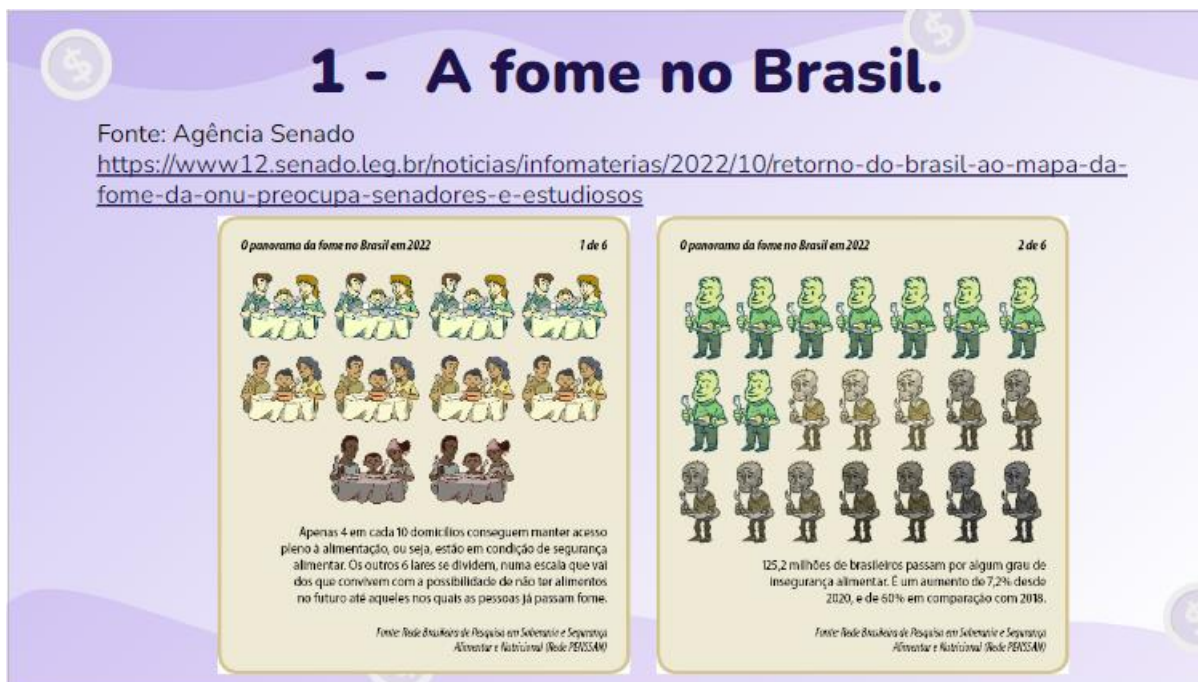 1 - A fome no Brasil.
Fonte: Agência Senado
https://www12.senado.leg.br/noticias/infomaterias/2022/10/retorno-do-brasil-ao-mapa-da-
fome-da-onu-preocupa-senadores-e-estudiosos
O panorama da fome no Brasil em 2022 1 de 6
Apenas 4 em cada 10 domicílios conseguem manter acesso
pleno à alimentação, ou seja, estão em condição de segurança
alimentar. Os outros 6 lares se dividem, numa escala que vai
dos que convivem com a possibilidade de não ter alimentos
no futuro até aqueles nos quais as pessoas já passam fome.
Fonte: Rede Brasileira de Pesquisa em Soberania e Segurança
Alimentar e Nutricional (Rede PENSSAN)
O panorama da fome no Brasil em 2022 2 de 6
125,2 milhões de brasileiros passam por algum grau de
insegurança alimentar. É um aumento de 7,2% desde
2020, e de 60% em comparação com 2018.
Fonte: Rede Brasileira de Pesquisa em Soberania e Segurança
Alimentar e Nutricional (Rede PENSSAN)